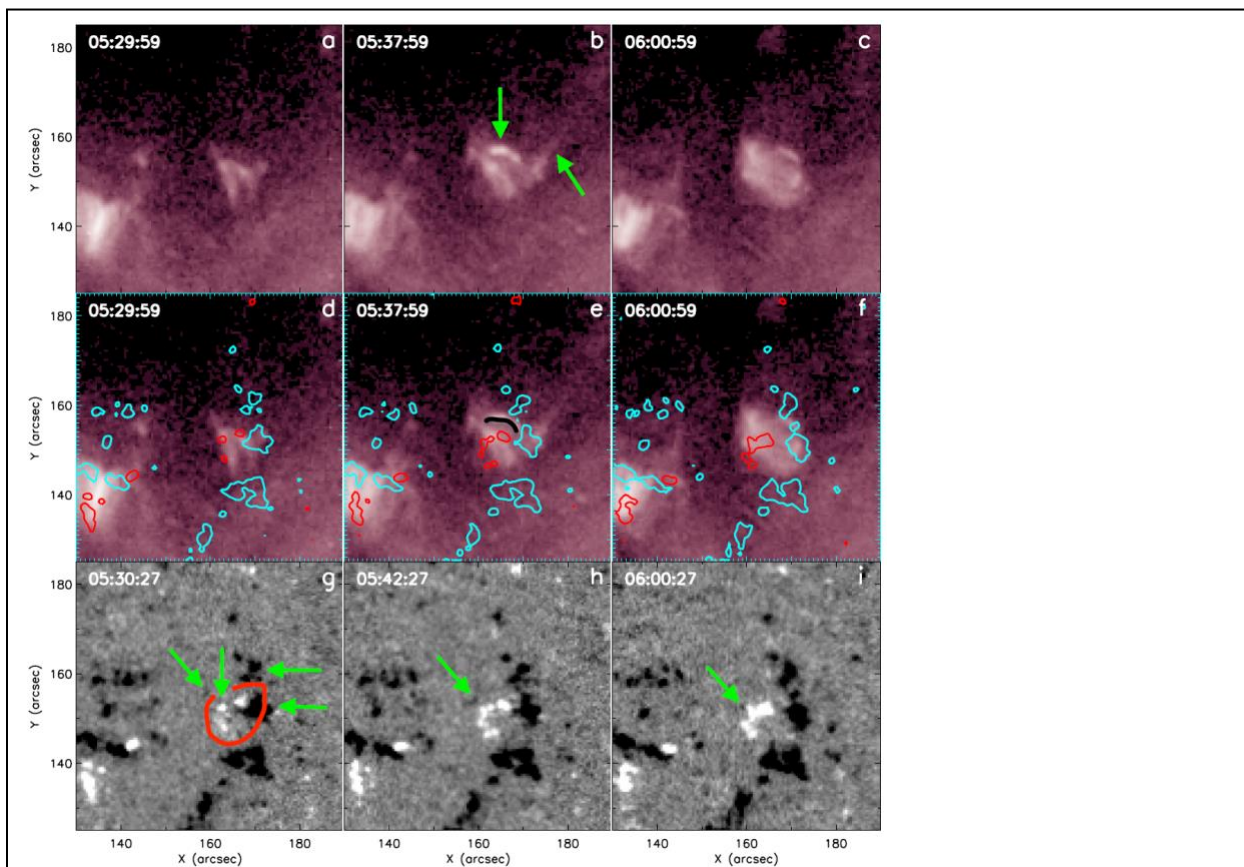 05:29:59 a 05:37:59 b 06:00:59 c
180
160
140
Y (arcsec)
05:29:59 d 05:37:59 e 06:00:59 f
180
160
140
Y (arcsec)
05:30:27 g 05:42:27 h 06:00:27 i
180
160
140
Y (arcsec)
140 160 180 140 160 180 140 160 180
X (arcsec) X (arcsec) X (arcsec)